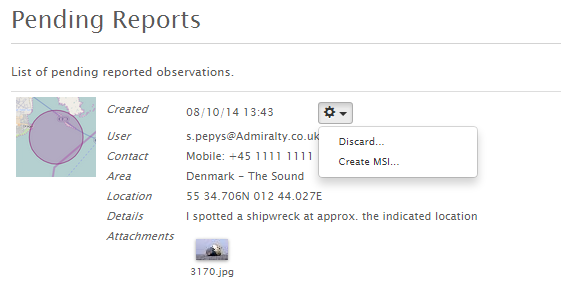 Pending Reports
List of pending reported observations.
Created 08/10/14 13:43
User s.pepys@Admiralty.co.uk
Discard...
Contact Mobile: +45 1111 1111
Create MSI...
Area Denmark - The Sound
Location 55 34.706N 012 44.027E
Details I spotted a shipwreck at approx. the indicated location
Attachments
3170.jpg